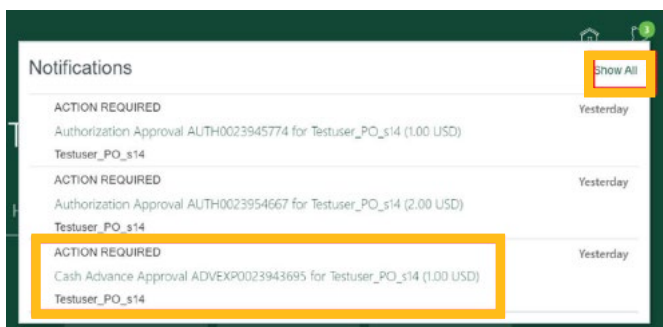 3
Notifications
Show All
ACTION REQUIRED
Yesterday
Authorization Approval AUTH0023945774 for Testuser_PO_s14 (1.00 USD)
Testuser_PO_s14
ACTION REQUIRED
Yesterday
Authorization Approval AUTH0023954667 for Testuser_PO_s14 (2.00 USD)
Testuser_PO_s14
ACTION REQUIRED
Yesterday
Cash Advance Approval ADVEXP0023943695 for Testuser_PO_s14 (1.00 USD)
Testuser_PO_s14